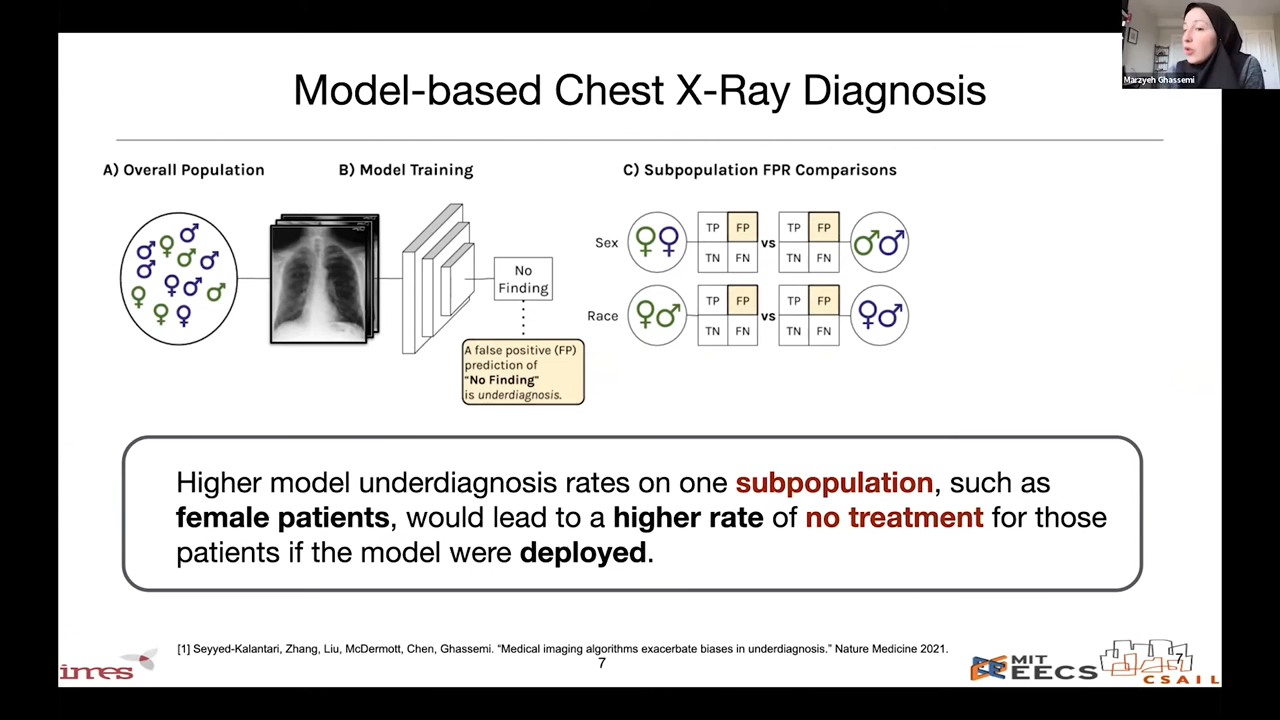 Marzyeh Ghassemi
Model-based Chest X-Ray Diagnosis
A) Overall Population
B) Model Training
C) Subpopulation FPR Comparisons
No
Finding
A false positive (FP)
prediction of
"No Finding"
is underdiagnosis.
Sex
TP FP
TN FN
vs
TP FP
TN FN
Race
TP FP
TN FN
vs
TP FP
TN FN
Higher model underdiagnosis rates on one subpopulation, such as
female patients, would lead to a higher rate of no treatment for those
patients if the model were deployed.
[1] Seyyed-Kalantari, Zhang, Liu, McDermott, Chen, Ghassemi. “Medical imaging algorithms exacerbate biases in underdiagnosis.” Nature Medicine 2021.
7
imes
MIT
EECS
7
CSAIL